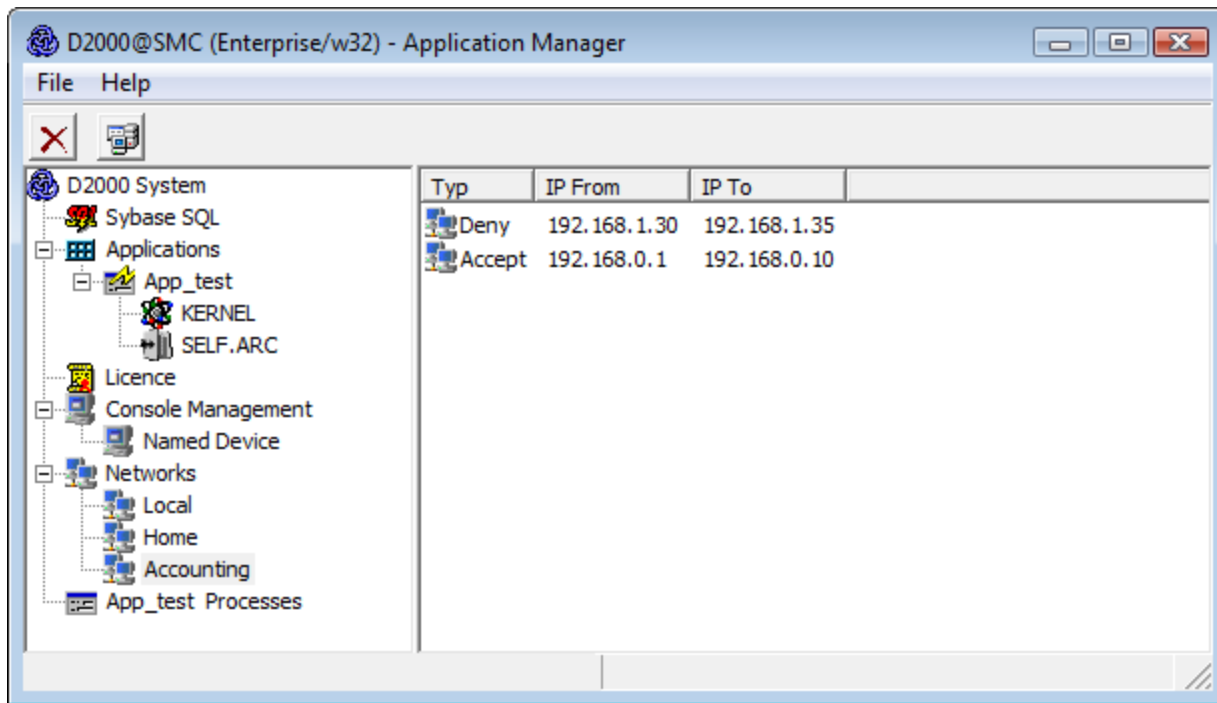 D2000@SMC (Enterprise/w32) - Application Manager
File Help
D2000 System
Sybase SQL
Applications
App_test
KERNEL
SELF.ARC
Licence
Console Management
Named Device
Networks
Local
Home
Accounting
App_test Processes
Typ IP From IP To
Deny 192.168.1.30 192.168.1.35
Accept 192.168.0.1 192.168.0.10